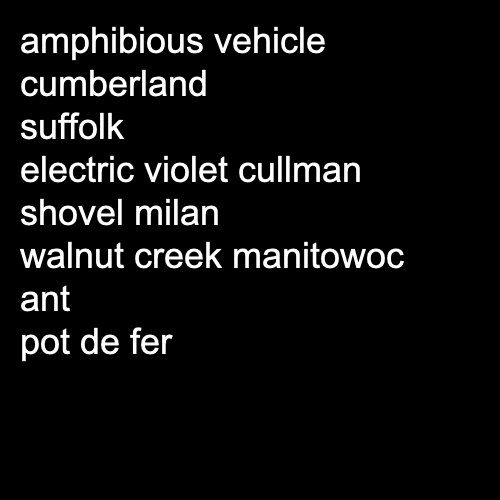 amphibious vehicle
cumberland
suffolk
electric violet cullman
shovel milan
walnut creek manitowoc
ant
pot de fer